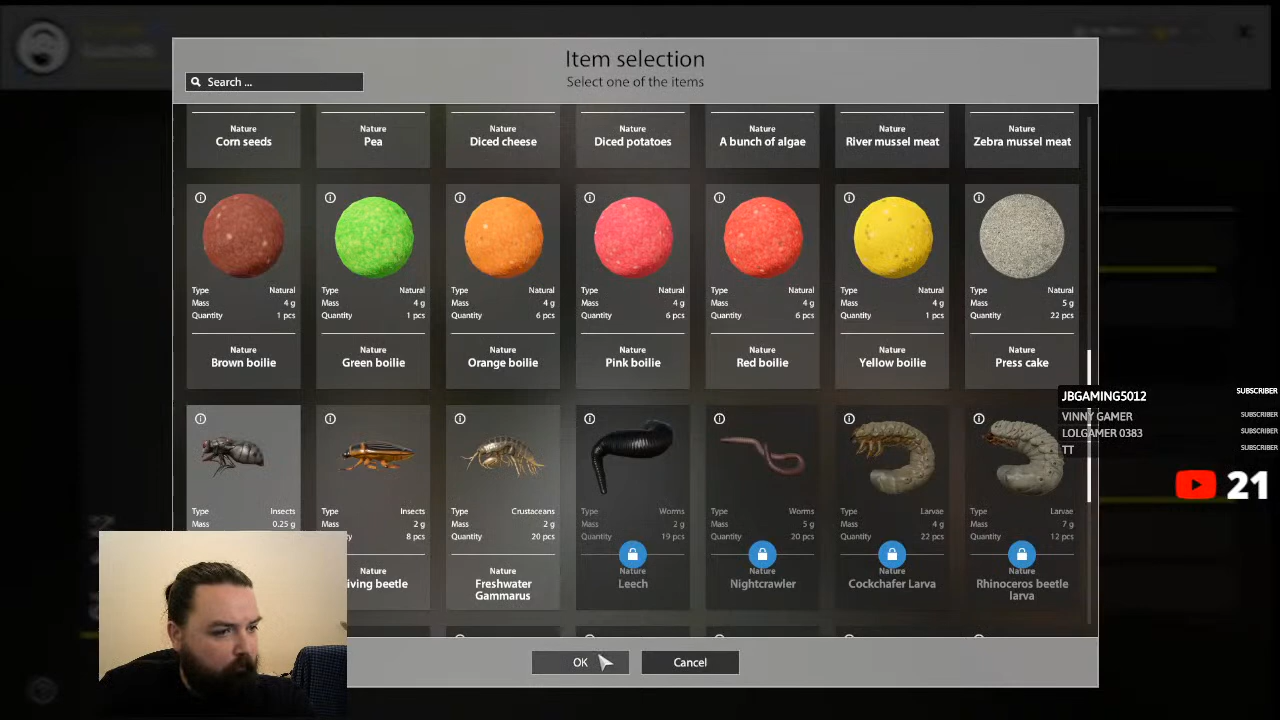 Item selection
Select one of the items
Search ...
Nature Nature Nature Nature Nature Nature Nature
Corn seeds Pea Diced cheese Diced potatoes A bunch of algae River mussel meat Zebra mussel meat
Type Natural Type Natural Type Natural Type Natural Type Natural Type Natural Type Natural
Mass 4 g Mass 4 g Mass 4 g Mass 4 g Mass 4 g Mass 4 g Mass 5 g
Quantity 1 pcs Quantity 1 pcs Quantity 6 pcs Quantity 6 pcs Quantity 6 pcs Quantity 1 pcs Quantity 22 pcs
Nature Nature Nature Nature Nature Nature Nature
Brown boilie Green boilie Orange boilie Pink boilie Red boilie Yellow boilie Press cake
JBGAMING5012 SUBSCRIBER
VINNY GAMER SUBSCRIBER
LOLGAMER 0383 SUBSCRIBER
TT SUBSCRIBER
21
Type Insects Type Insects Type Crustaceans Type Worms Type Worms Type Larvae Type Larvae
Mass 0.25 g Mass 2 g Mass 2 g Mass 2 g Mass 5 g Mass 4 g Mass 7 g
8 pcs Quantity 20 pcs Quantity 19 pcs Quantity 20 pcs Quantity 22 pcs Quantity 12 pcs
Nature Nature Nature Nature Nature
iving beetle Freshwater Leech Nightcrawler Cockchafer Larva Rhinoceros beetle
Gammarus larva
OK Cancel